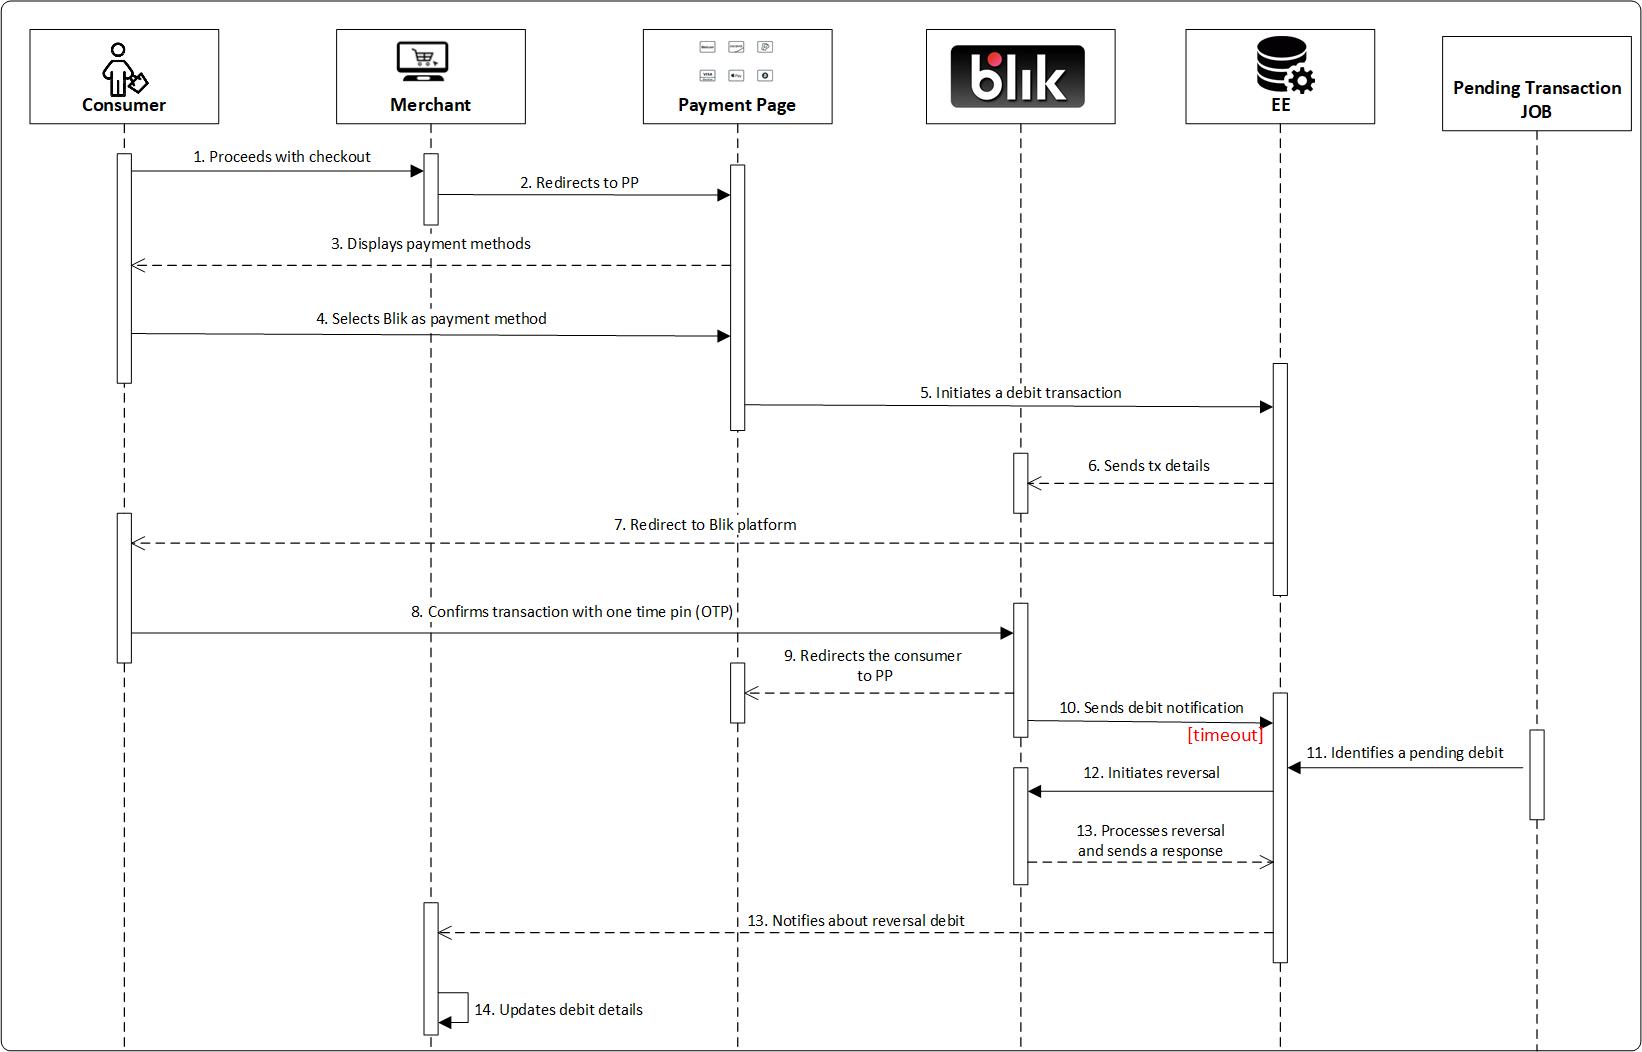 Consumer
Merchant
Payment Page
blik
EE
Pending Transaction
JOB
1. Proceeds with checkout
2. Redirects to PP
3. Displays payment methods
4. Selects Blik as payment method
5. Initiates a debit transaction
6. Sends tx details
7. Redirect to Blik platform
8. Confirms transaction with one time pin (OTP)
9. Redirects the consumer
to PP
10. Sends debit notification
[timeout]
11. Identifies a pending debit
12. Initiates reversal
13. Processes reversal
and sends a response
13. Notifies about reversal debit
14. Updates debit details